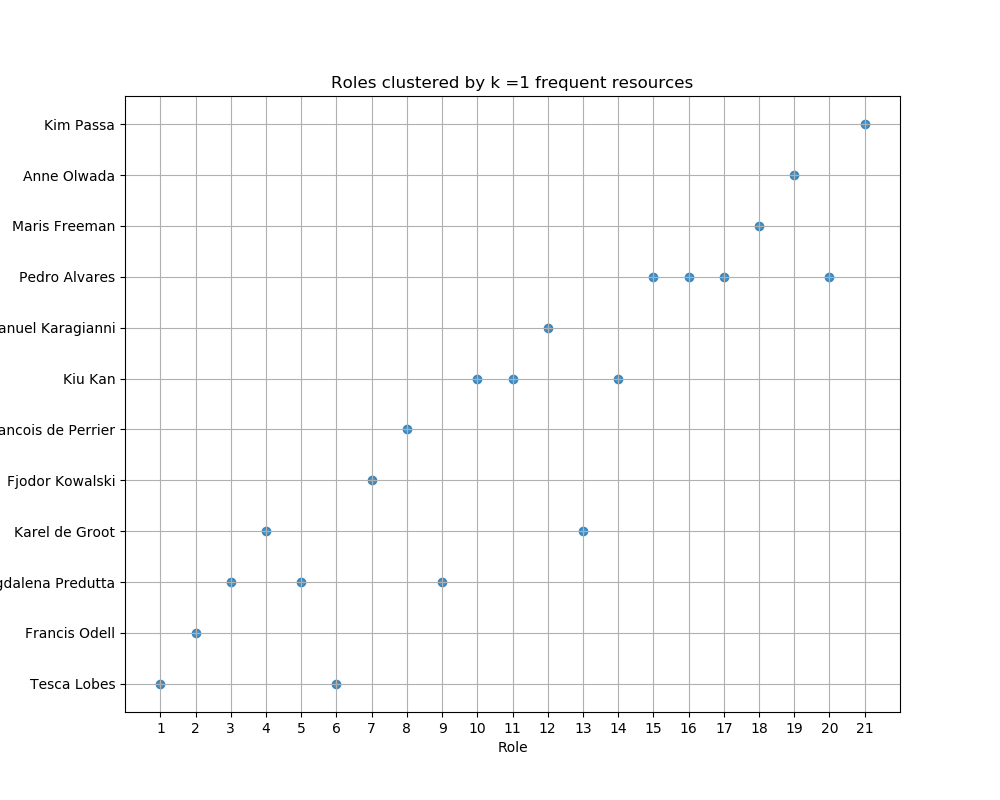 Roles clustered by k =1 frequent resources
Kim Passa
Anne Olwada
Maris Freeman
Pedro Alvares
anuel Karagianni
Kiu Kan
ancois de Perrier
Fjodor Kowalski
Karel de Groot
gdalena Predutta
Francis Odell
Tesca Lobes
1 2 3 4 5 6 7 8 9 10 11 12 13 14 15 16 17 18 19 20 21
Role